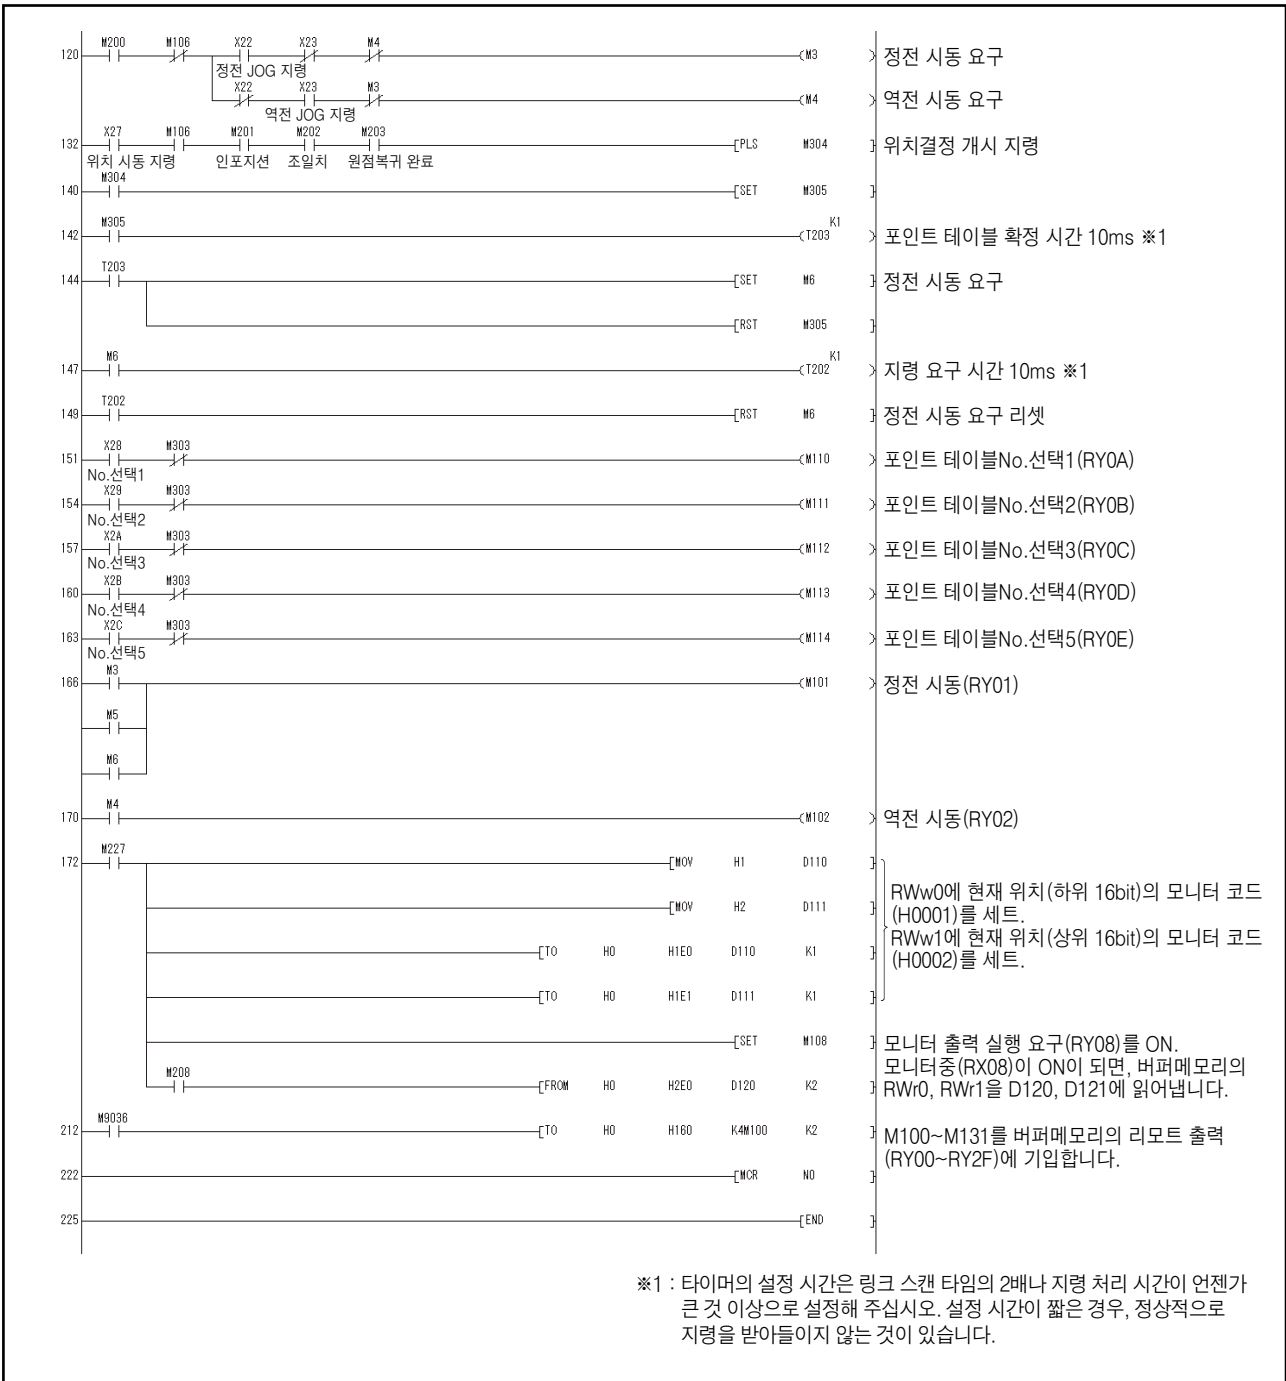 M200 M106 X22 X23 M4
120 (M3 ) 정전 시동 요구
정전 JOG 지령
X22 X23 M3
(M4 ) 역전 시동 요구
역전 JOG 지령
X27 M106 M201 M202 M203
132 [PLS M304 ] 위치결정 개시 지령
위치 시동 지령 인포지션 조일치 원점복귀 완료
M304
140 [SET M305 ]
M305 K1
142 (T203 ) 포인트 테이블 확정 시간 10ms ※1
T203
144 [SET M6 ] 정전 시동 요구
[RST M305 ]
M6 K1
147 (T202 ) 지령 요구 시간 10ms ※1
T202
149 [RST M6 ] 정전 시동 요구 리셋
X28 M303
151 (M110 ) 포인트 테이블No.선택1(RY0A)
No.선택1
X29 M303
154 (M111 ) 포인트 테이블No.선택2(RY0B)
No.선택2
X2A M303
157 (M112 ) 포인트 테이블No.선택3(RY0C)
No.선택3
X2B M303
160 (M113 ) 포인트 테이블No.선택4(RY0D)
No.선택4
X2C M303
163 (M114 ) 포인트 테이블No.선택5(RY0E)
No.선택5
M3
166 (M101 ) 정전 시동(RY01)
M5
M6
M4
170 (M102 ) 역전 시동(RY02)
M227
172 [MOV H1 D110 ]
RWw0에 현재 위치(하위 16bit)의 모니터 코드
[MOV H2 D111 ]
(H0001)를 세트.
RWw1에 현재 위치(상위 16bit)의 모니터 코드
[TO H0 H1E0 D110 K1 ]
(H0002)를 세트.
[TO H0 H1E1 D111 K1 ]
[SET M108 ] 모니터 출력 실행 요구(RY08)를 ON.
모니터중(RX08)이 ON이 되면, 버퍼메모리의
M208
[FROM H0 H2E0 D120 K2 ] RWr0, RWr1을 D120, D121에 읽어냅니다.
M9036
212 [TO H0 H160 K4M100 K2 ] M100~M131를 버퍼메모리의 리모트 출력
(RY00~RY2F)에 기입합니다.
222 [MCR N0 ]
225 [END ]
※1 : 타이머의 설정 시간은 링크 스캔 타임의 2배나 지령 처리 시간이 언젠가
큰 것 이상으로 설정해 주십시오. 설정 시간이 짧은 경우, 정상적으로
지령을 받아들이지 않는 것이 있습니다.